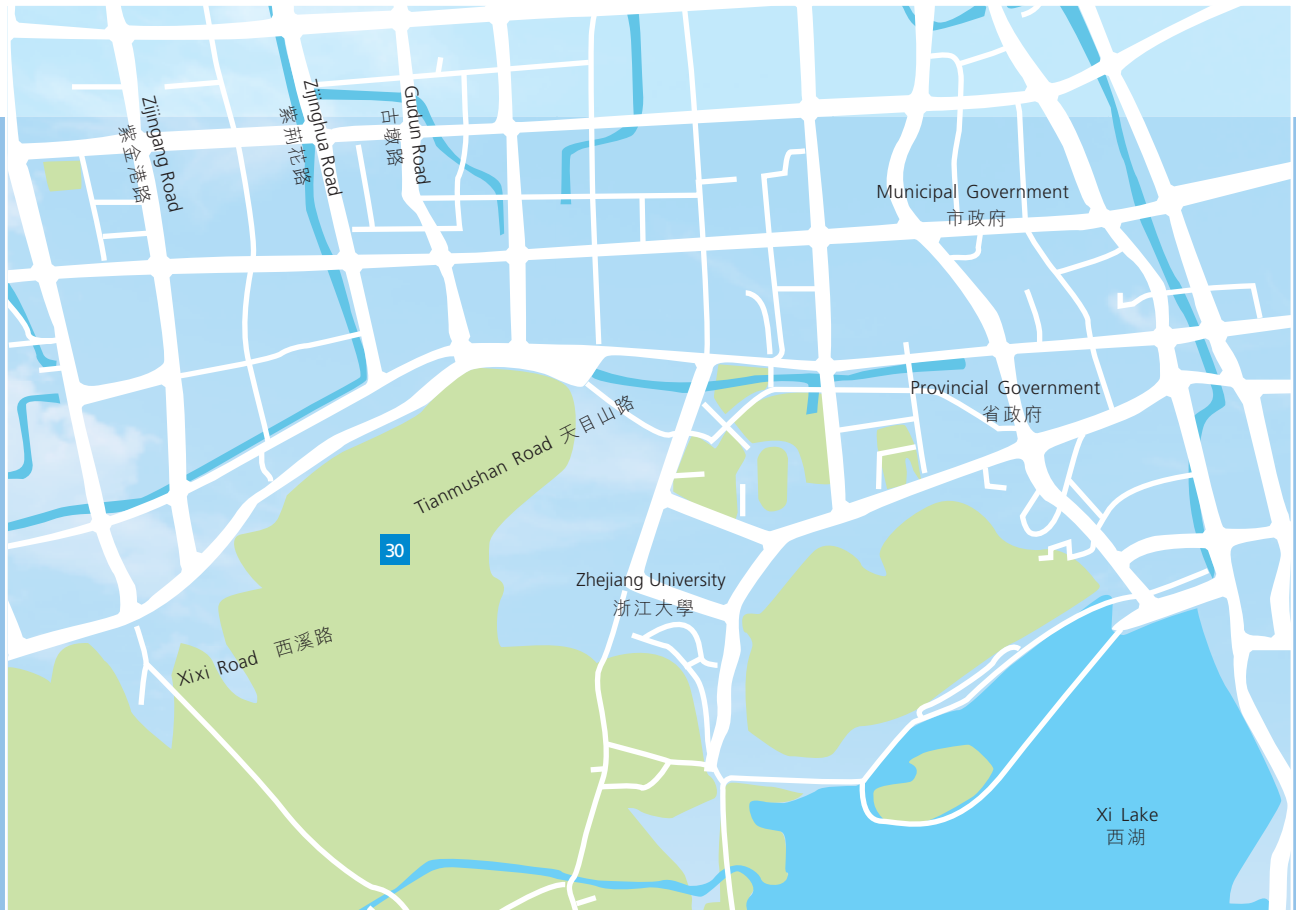 Zijingang Road
紫金港路
Zijinghua Road
紫荆花路
Gudun Road
古墩路
Municipal Government
市政府
Provincial Government
省政府
Tianmushan Road 天目山路
30
Zhejiang University
浙江大學
Xixi Road 西溪路
Xi Lake
西湖